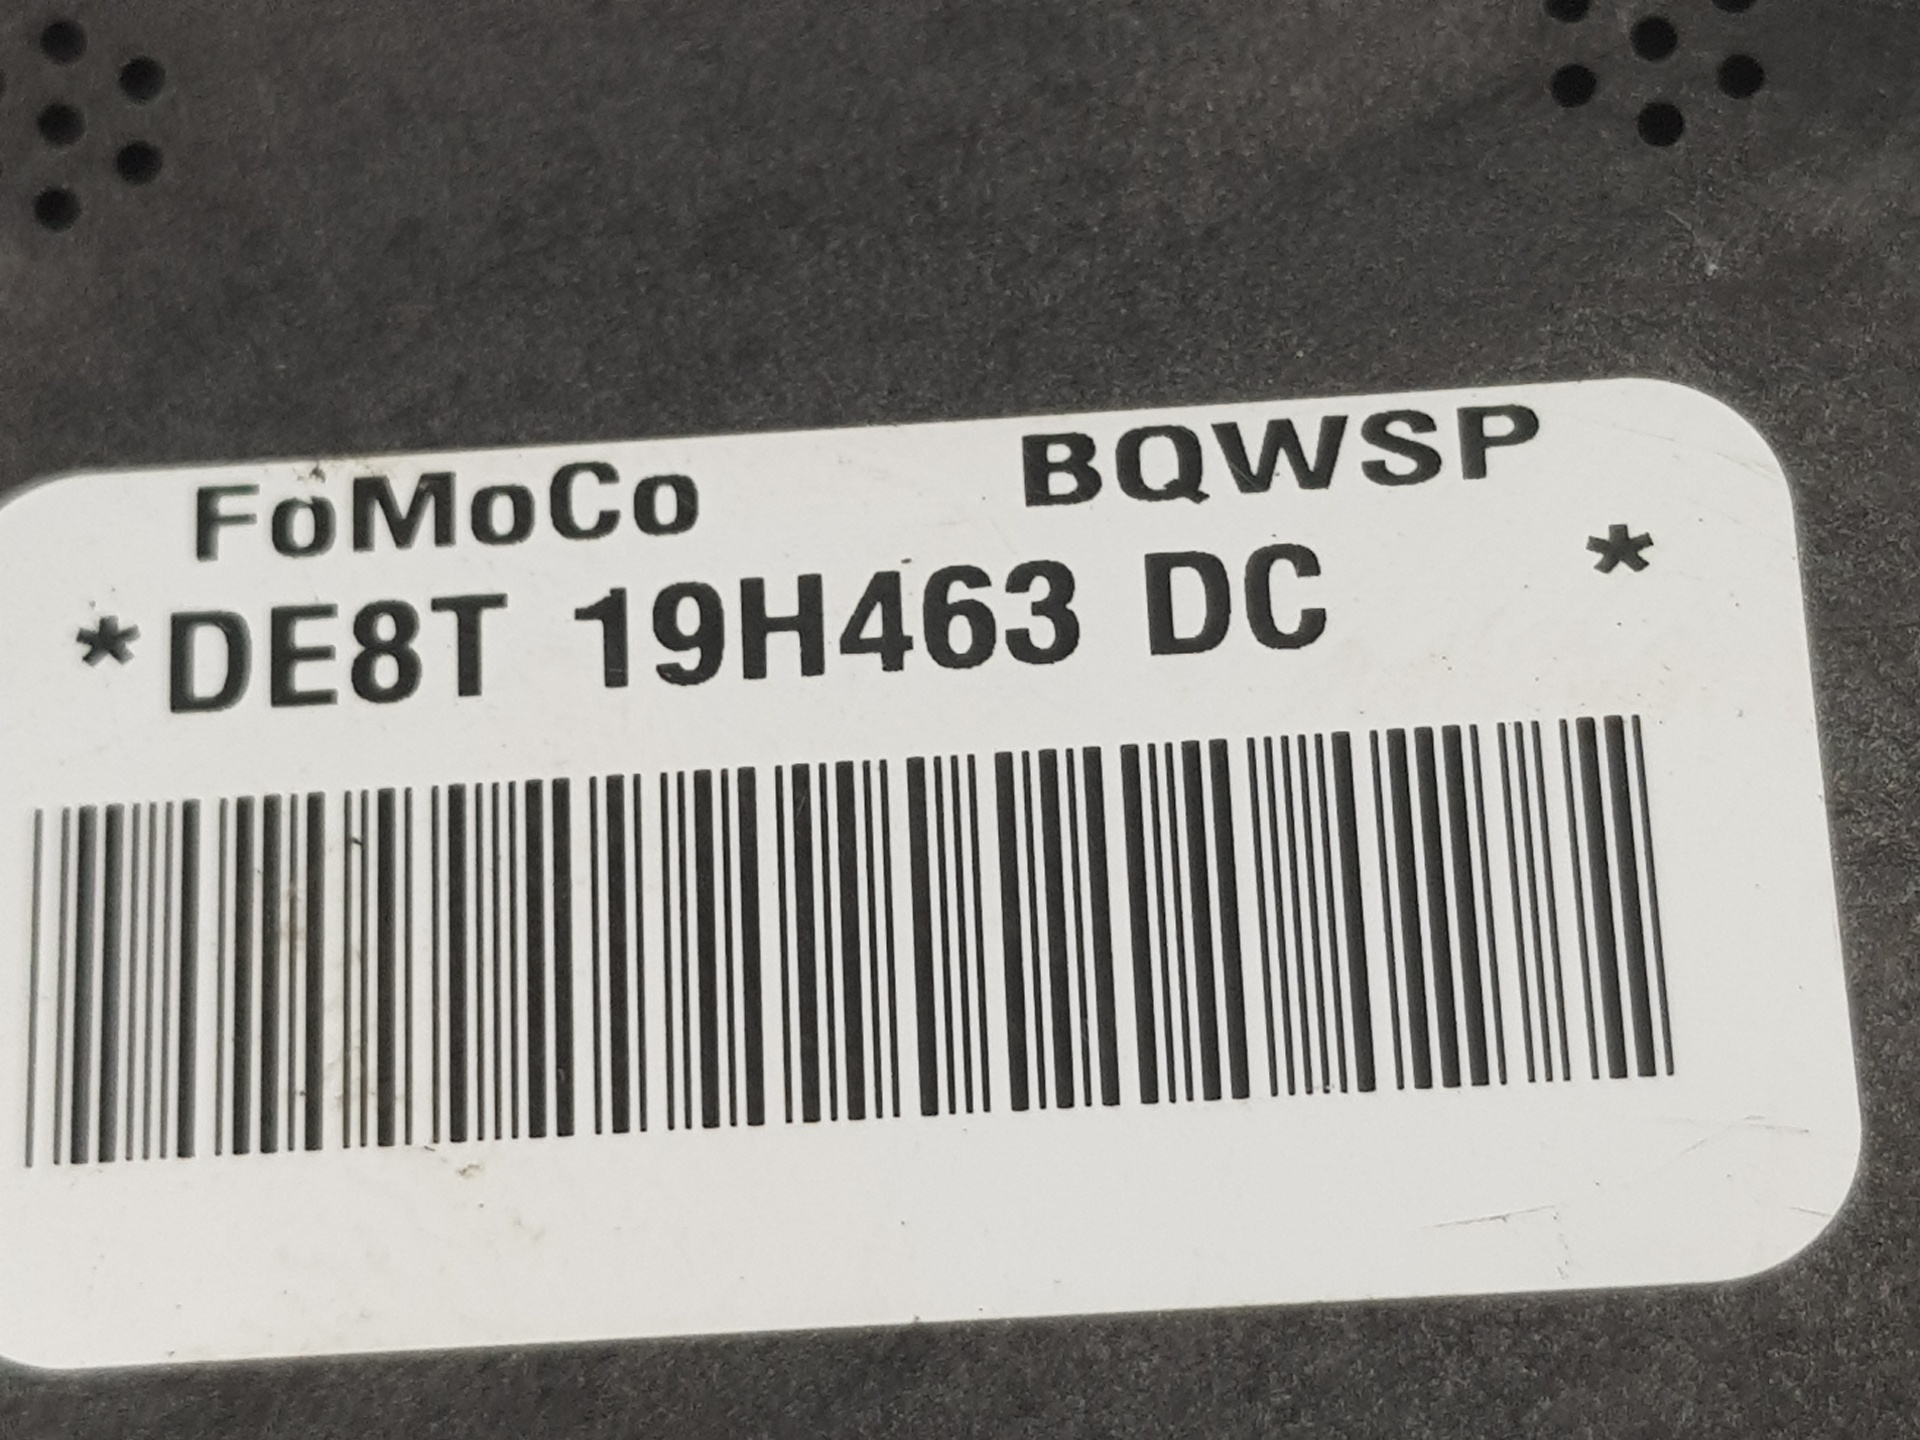 FoMoCo BQWSP
*DE8T 19H463 DC *